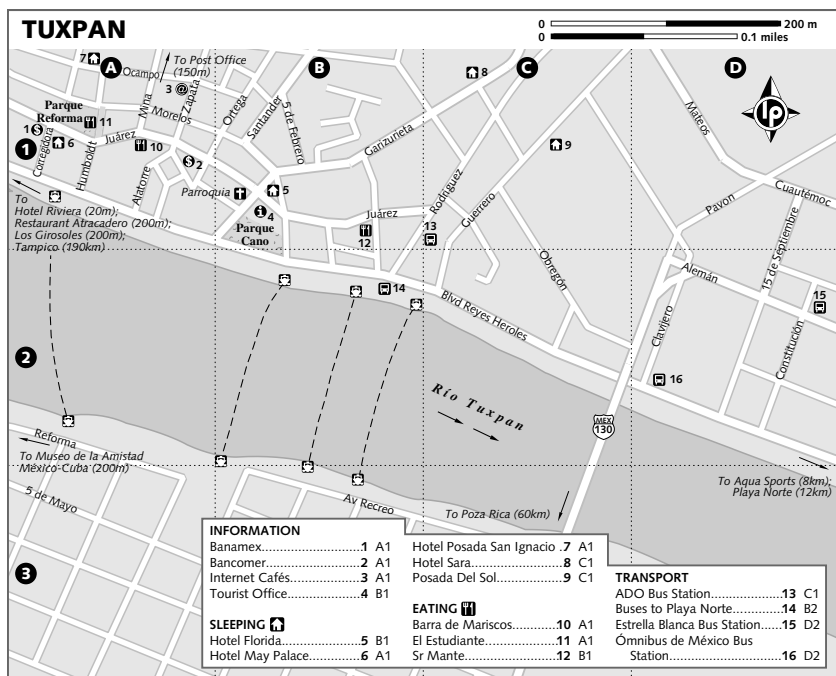 TUXPAN
0 200 m
0 0.1 miles
A
B
C
D
1
2
3
7
Ocampo
To Post Office
(150m)
3 @
Mina
Zapata
Morelos
Ortega
Santander
5 de Febrero
Parque
Reforma
11
1 $
6
Corregidora
Humboldt
Juárez
10
$ 2
Alatorre
Parroquia
5
i 4
Parque
Cano
Garizurieta
8
9
Rodríguez
Guerrero
Juárez
12
13
Mateos
lp
Cuautémoc
Pavon
To
Hotel Riviera (20m);
Restaurant Atracadero (200m);
Los Girosoles (200m);
Tampico (190km)
14
Blvd Reyes Heroles
Obregón
Alemán
15 de Septiembre
15
Clavijero
Constitución
16
Río Tuxpan
MEX
130
Reforma
To Museo de la Amistad
México-Cuba (200m)
5 de Mayo
Av Recreo
To Poza Rica (60km)
To Aqua Sports (8km);
Playa Norte (12km)
INFORMATION
Banamex 1 A1
Bancomer 2 A1
Internet Cafés 3 A1
Tourist Office 4 B1
SLEEPING
Hotel Florida 5 B1
Hotel May Palace 6 A1
Hotel Posada San Ignacio 7 A1
Hotel Sara 8 C1
Posada Del Sol 9 C1
EATING
Barra de Mariscos 10 A1
El Estudiante 11 A1
Sr Mante 12 B1
TRANSPORT
ADO Bus Station 13 C1
Buses to Playa Norte 14 B2
Estrella Blanca Bus Station 15 D2
Ómnibus de México Bus
Station 16 D2